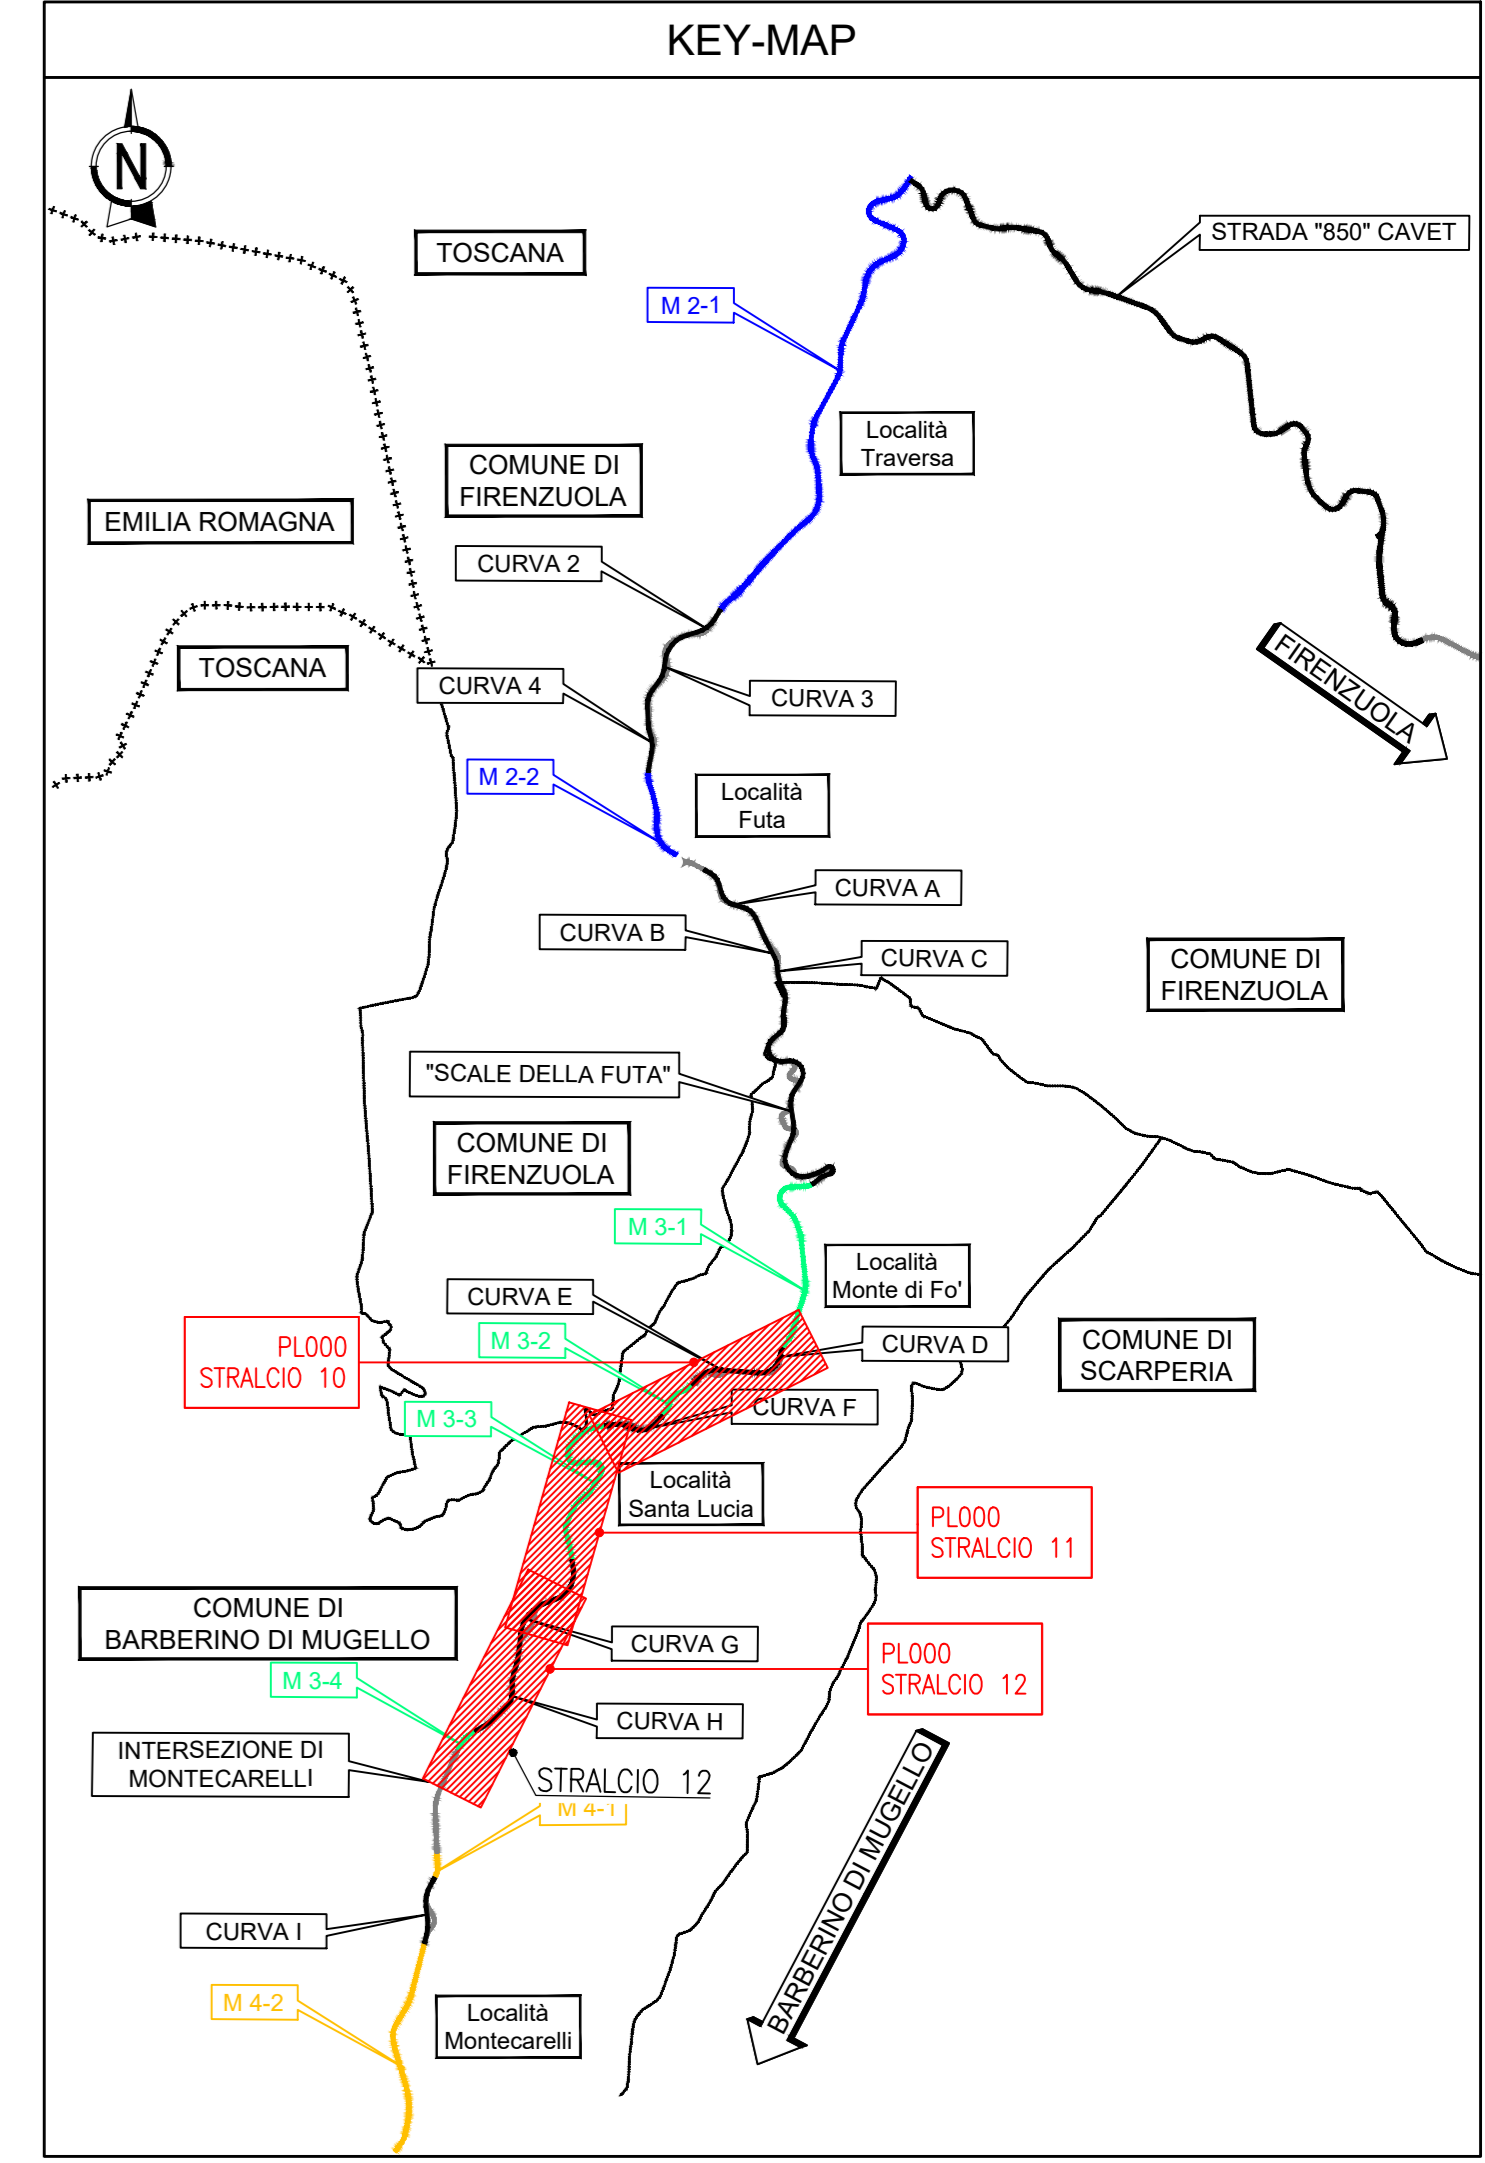 KEY-MAP
N
TOSCANA
STRADA "850" CAVET
M 2-1
Località
Traversa
COMUNE DI
FIRENZUOLA
EMILIA ROMAGNA
CURVA 2
TOSCANA
CURVA 4
CURVA 3
FIRENZUOLA
M 2-2
Località
Futa
CURVA A
CURVA B
CURVA C
COMUNE DI
FIRENZUOLA
"SCALE DELLA FUTA"
COMUNE DI
FIRENZUOLA
M 3-1
Località
Monte di Fo'
CURVA E
PL000
STRALCIO 10
M 3-2
CURVA D
COMUNE DI
SCARPERIA
M 3-3
CURVA F
Località
Santa Lucia
PL000
STRALCIO 11
COMUNE DI
BARBERINO DI MUGELLO
CURVA G
PL000
STRALCIO 12
M 3-4
CURVA H
INTERSEZIONE DI
MONTECARELLI
STRALCIO 12
M 4-1
BARBERINO DI MUGELLO
CURVA I
M 4-2
Località
Montecarelli